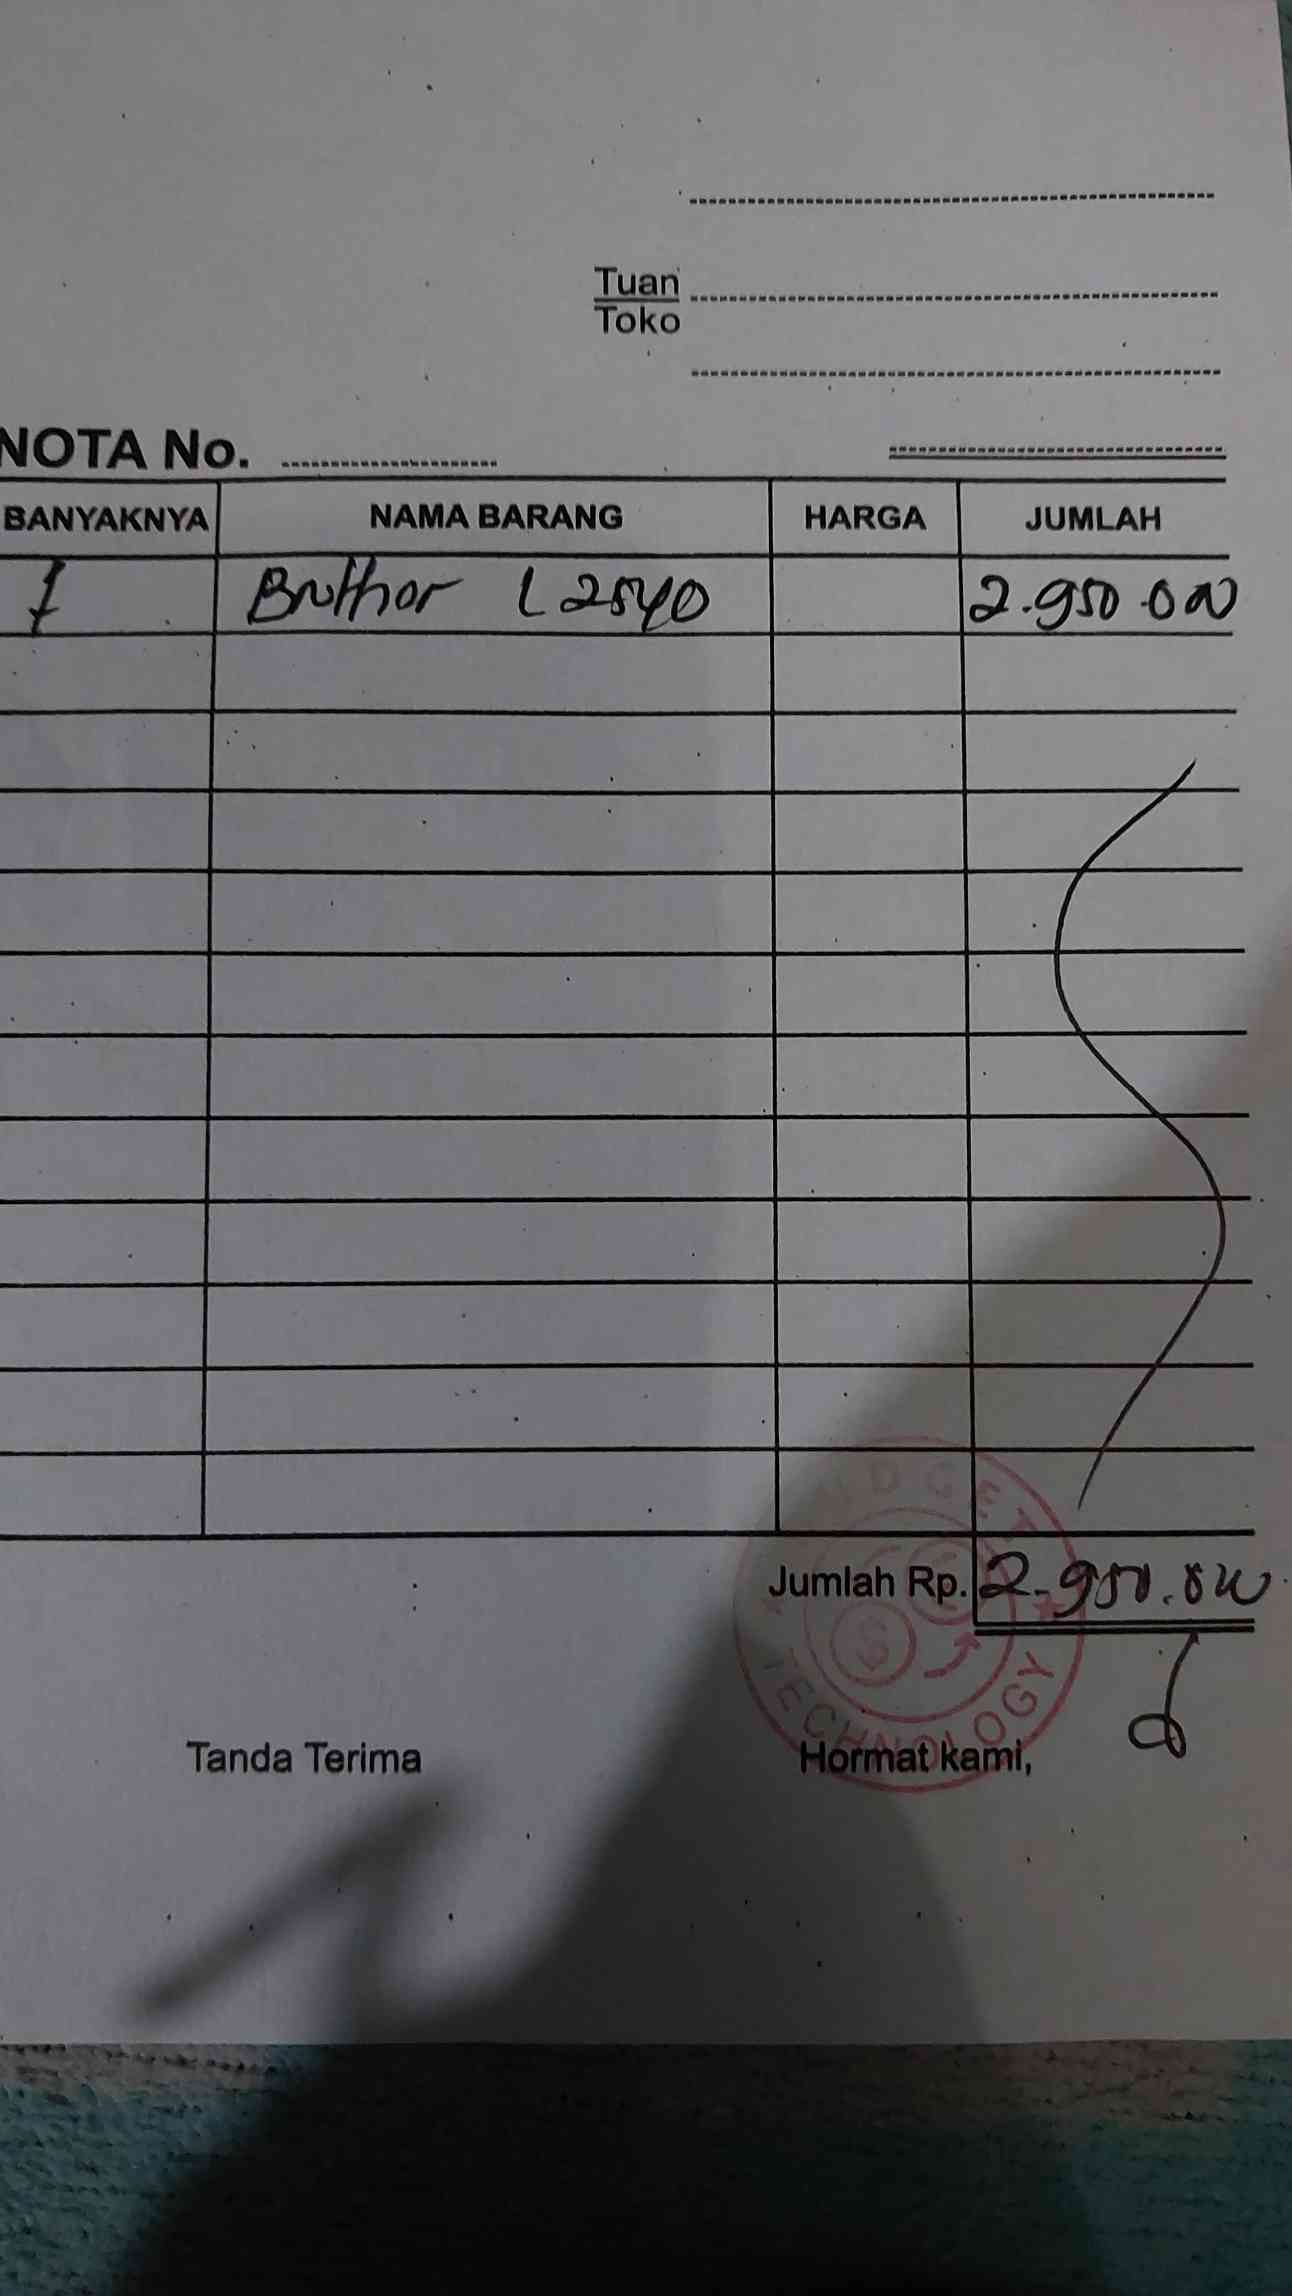 Tuan
Toko
NOTA No.
BANYAKNYA NAMA BARANG HARGA JUMLAH
1 Brother L2540 2.950.000
Jumlah Rp. 2.950.000
BUDGET TECHNOLOGY
Tanda Terima Hormat kami,